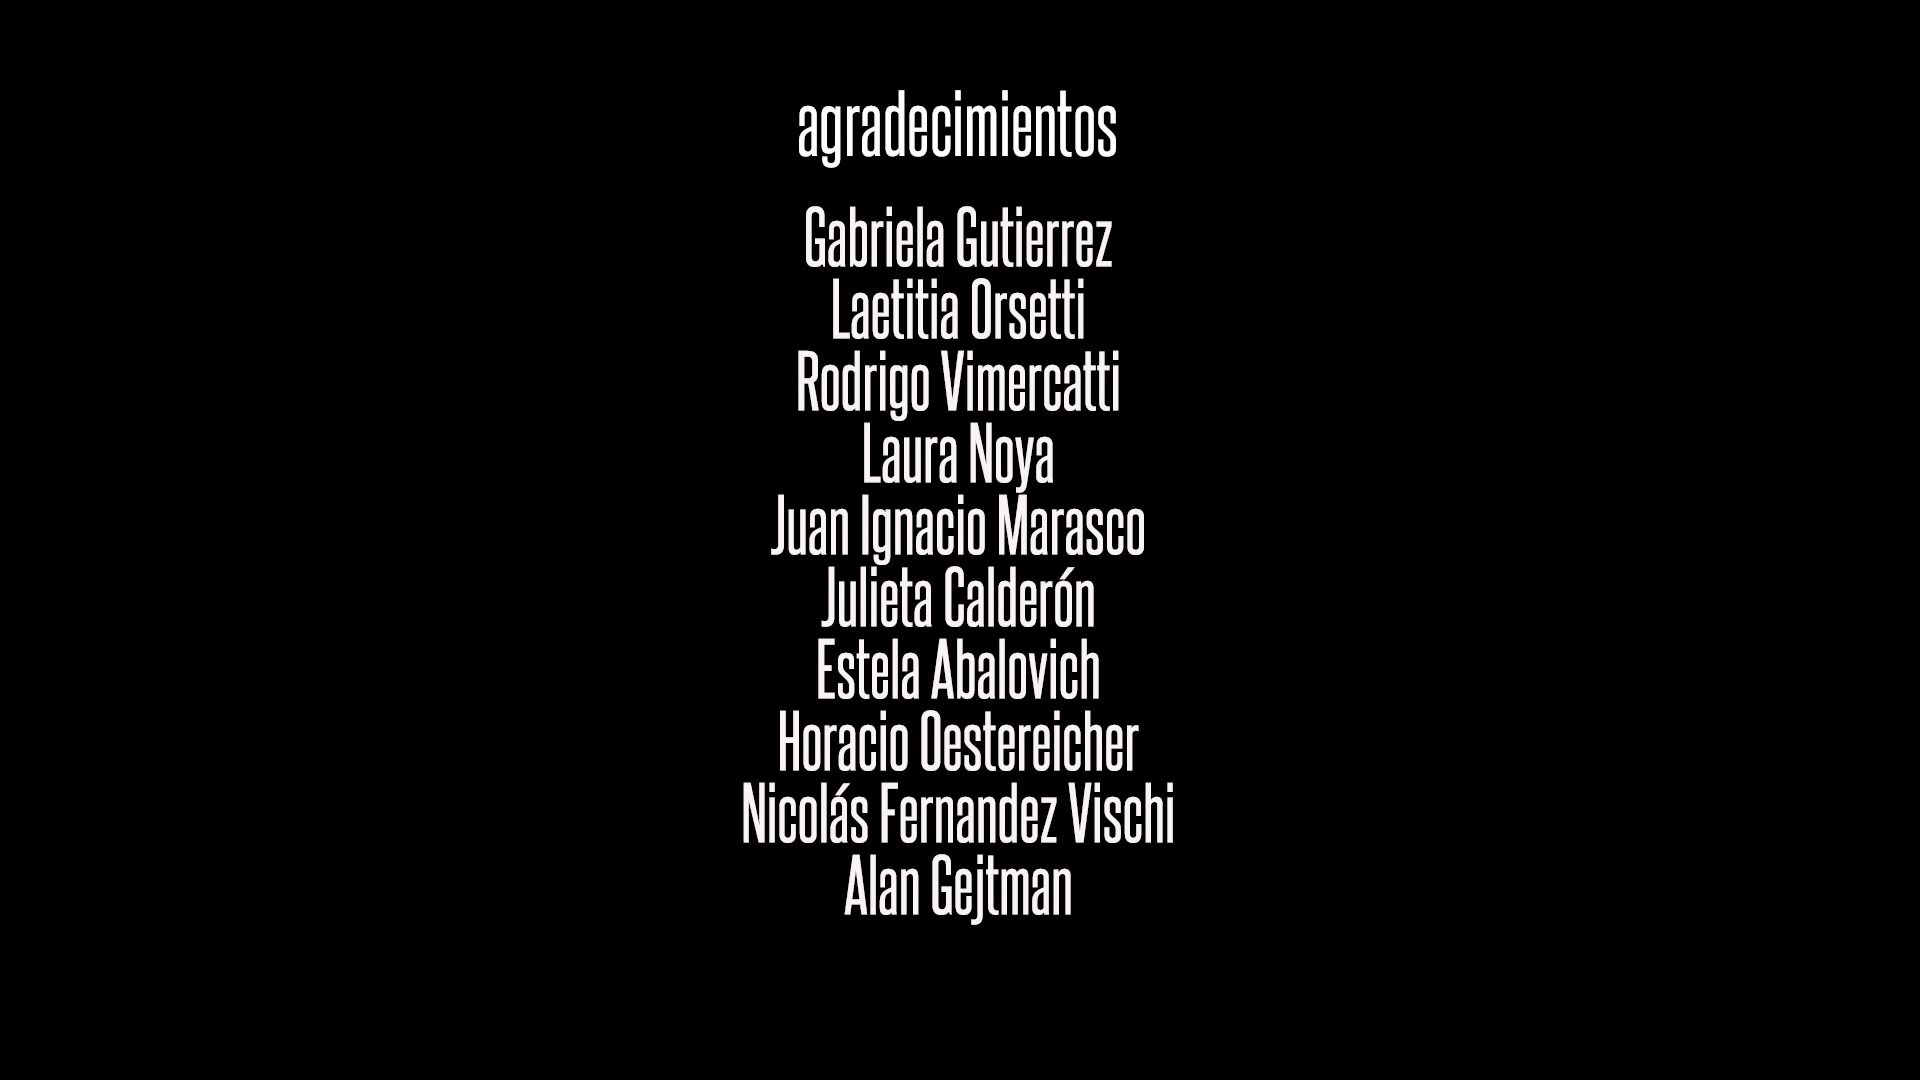 agradecimientos
Gabriela Gutierrez
Laetitia Orsetti
Rodrigo Vimercatti
Laura Noya
Juan Ignacio Marasco
Julieta Calderón
Estela Abalovich
Horacio Oestereicher
Nicolás Fernandez Vischi
Alan Gejtman